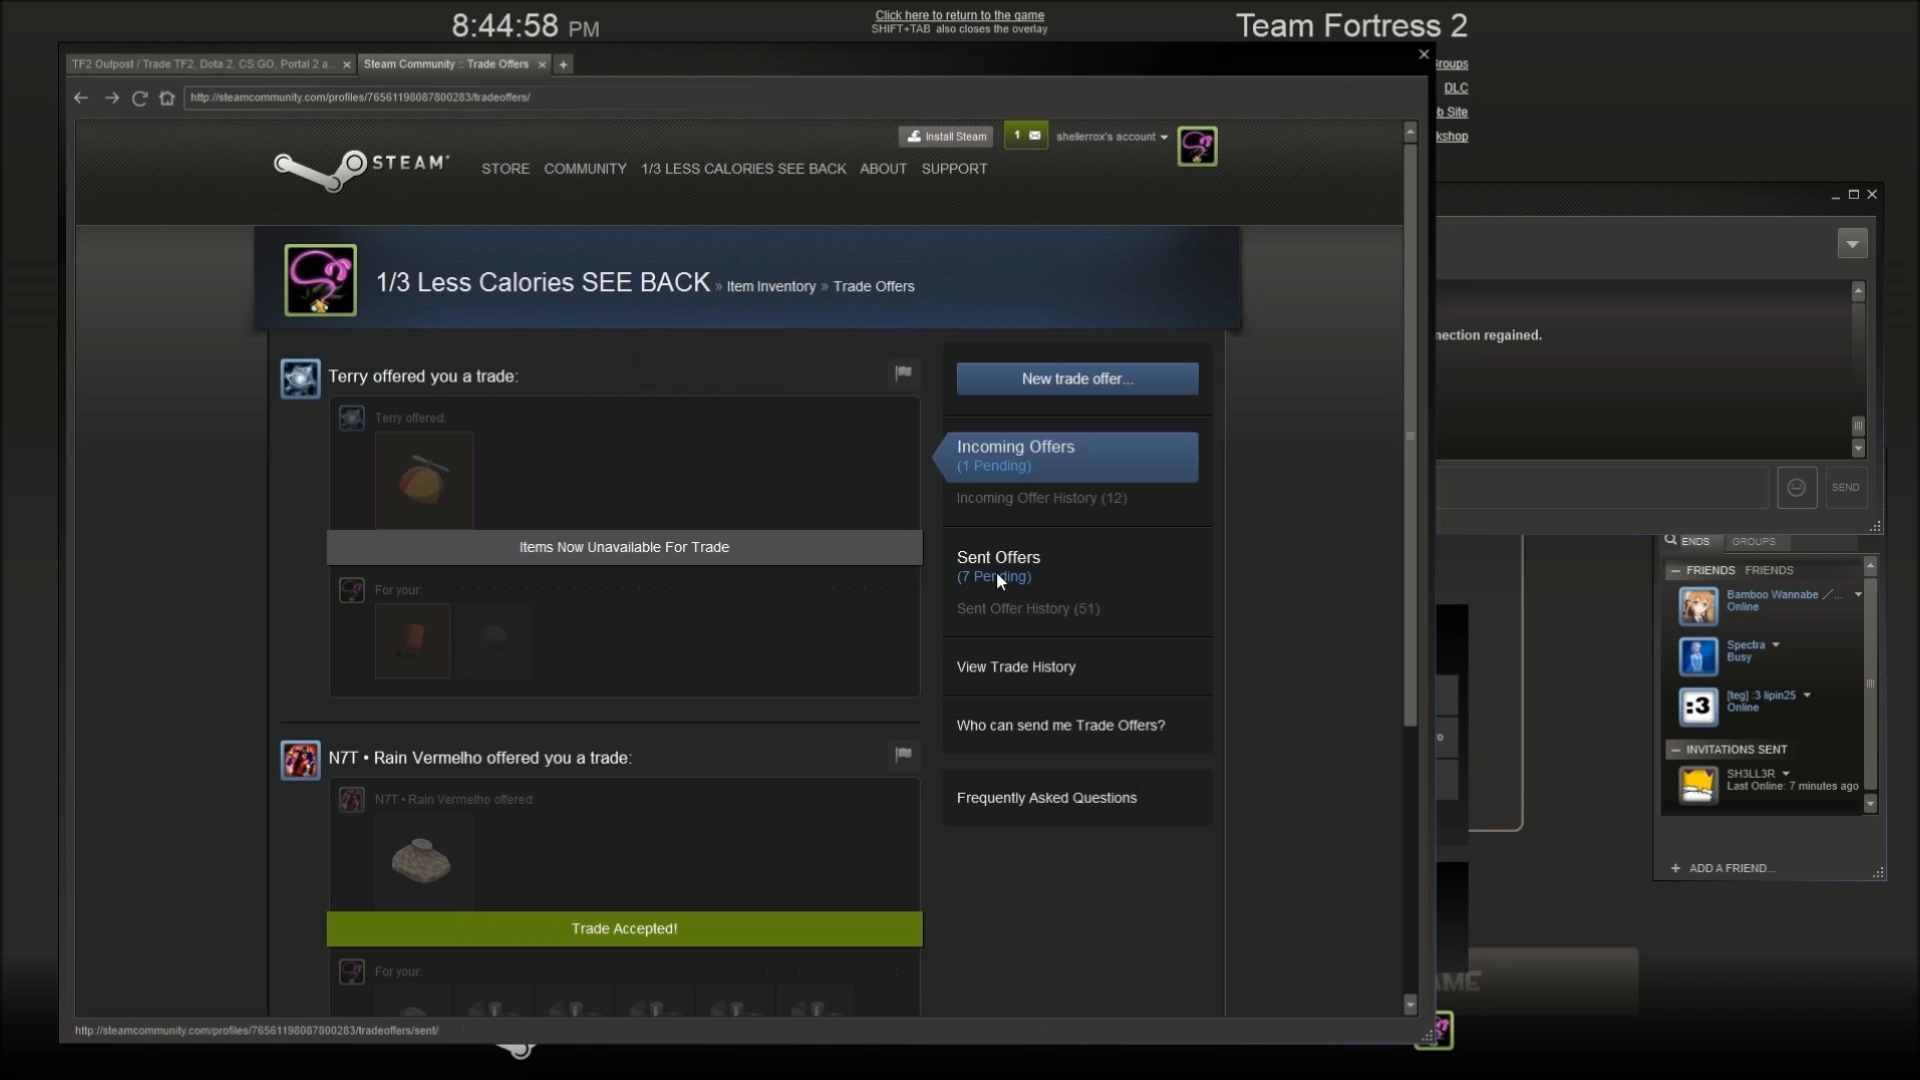 8:44:58 PM
Click here to return to the game
SHIFT+TAB also closes the overlay
Team Fortress 2
TF2 Outpost / Trade TF2, Dota 2, CS:GO, Portal 2 a...
Steam Community :: Trade Offers
http://steamcommunity.com/profiles/76561198087800283/tradeoffers/
DLC
Install Steam
1
shellerrox's account
STEAM
STORE
COMMUNITY
1/3 LESS CALORIES SEE BACK
ABOUT
SUPPORT
1/3 Less Calories SEE BACK » Item Inventory » Trade Offers
Terry offered you a trade:
Terry offered:
Items Now Unavailable For Trade
For your:
N7T • Rain Vermelho offered you a trade:
N7T • Rain Vermelho offered:
Trade Accepted!
For your:
New trade offer...
Incoming Offers
(1 Pending)
Incoming Offer History (12)
Sent Offers
(7 Pending)
Sent Offer History (51)
View Trade History
Who can send me Trade Offers?
Frequently Asked Questions
nection regained.
SEND
ENDS
GROUPS
FRIENDS FRIENDS
Bamboo Wannabe ／...
Online
Spectra
Busy
[teg] :3 lipin25
Online
:3
INVITATIONS SENT
SH3LL3R
Last Online: 7 minutes ago
+ ADD A FRIEND...
http://steamcommunity.com/profiles/76561198087800283/tradeoffers/sent/